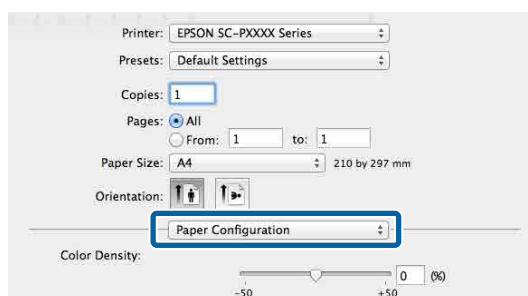 Printer: EPSON SC-PXXXX Series
Presets: Default Settings
Copies: 1
Pages: All
From: 1 to: 1
Paper Size: A4 210 by 297 mm
Orientation:
Paper Configuration
Color Density:
0 (%)
-50 +50